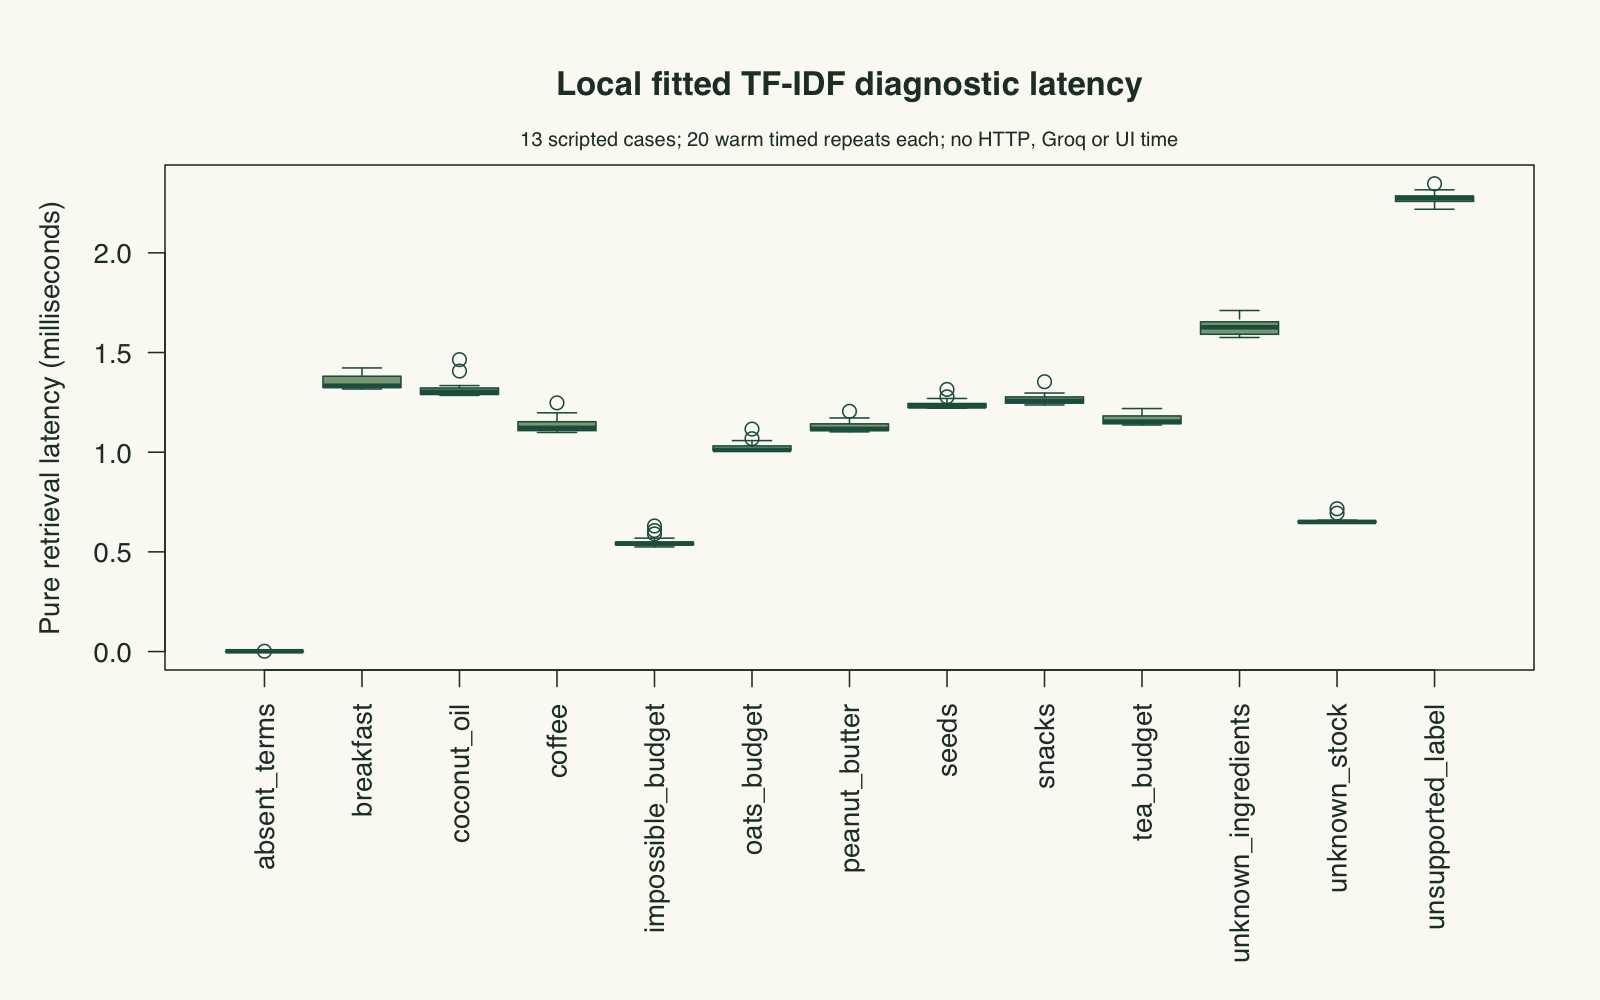 Local fitted TF-IDF diagnostic latency
13 scripted cases; 20 warm timed repeats each; no HTTP, Groq or UI time
Pure retrieval latency (milliseconds)
2.0
1.5
1.0
0.5
0.0
absent_terms
breakfast
coconut_oil
coffee
impossible_budget
oats_budget
peanut_butter
seeds
snacks
tea_budget
unknown_ingredients
unknown_stock
unsupported_label